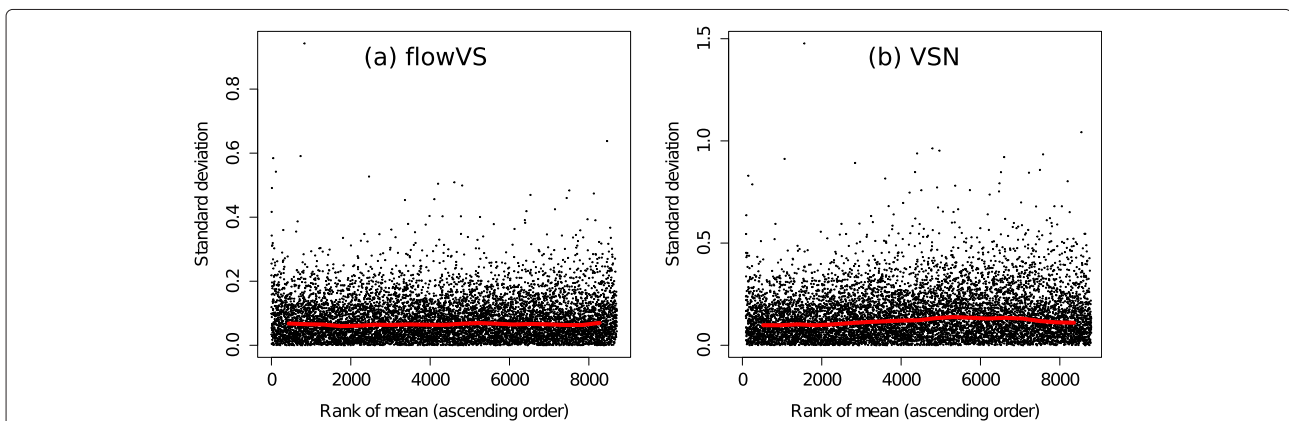 (a) flowVS
Standard deviation
0.8
0.6
0.4
0.2
0.0
0 2000 4000 6000 8000
Rank of mean (ascending order)
(b) VSN
Standard deviation
1.5
1.0
0.5
0.0
0 2000 4000 6000 8000
Rank of mean (ascending order)